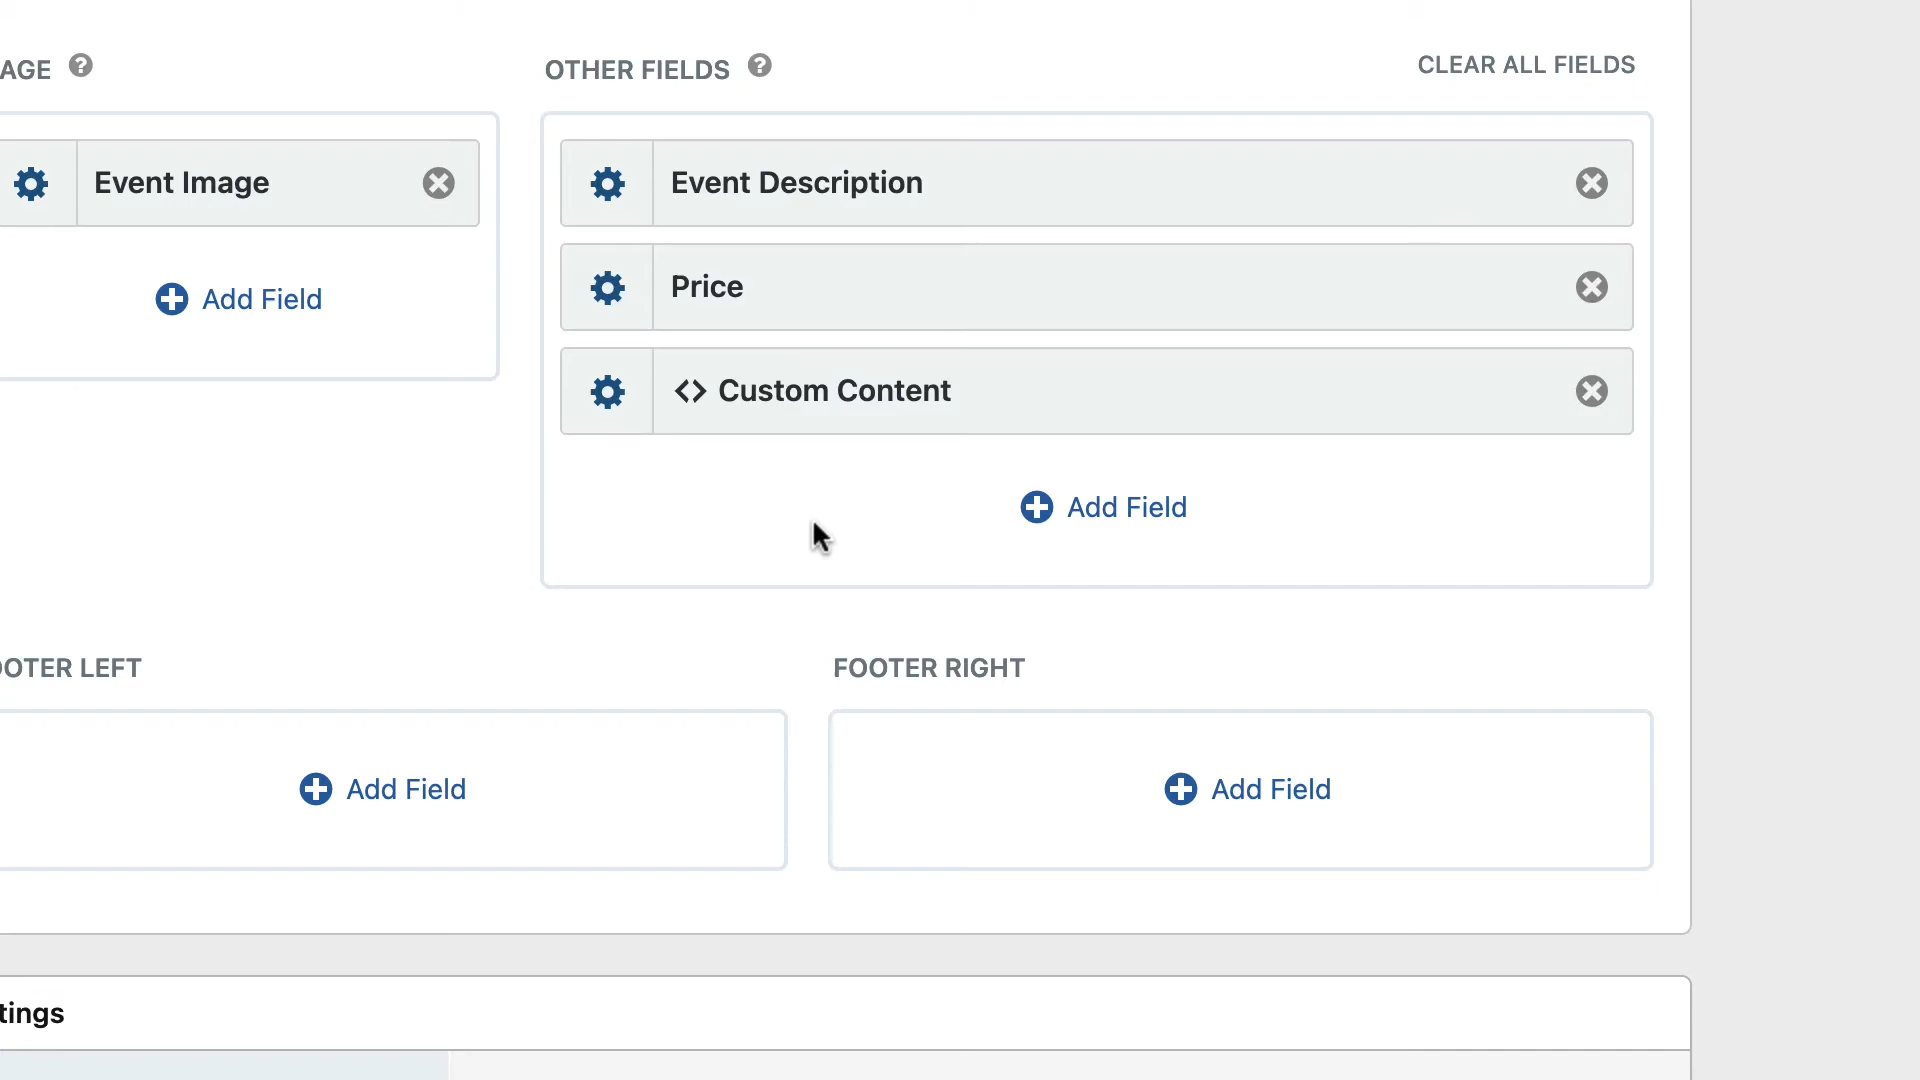 AGE
OTHER FIELDS
CLEAR ALL FIELDS
Event Image
Event Description
Add Field
Price
<> Custom Content
Add Field
OOTER LEFT
FOOTER RIGHT
Add Field
Add Field
tings